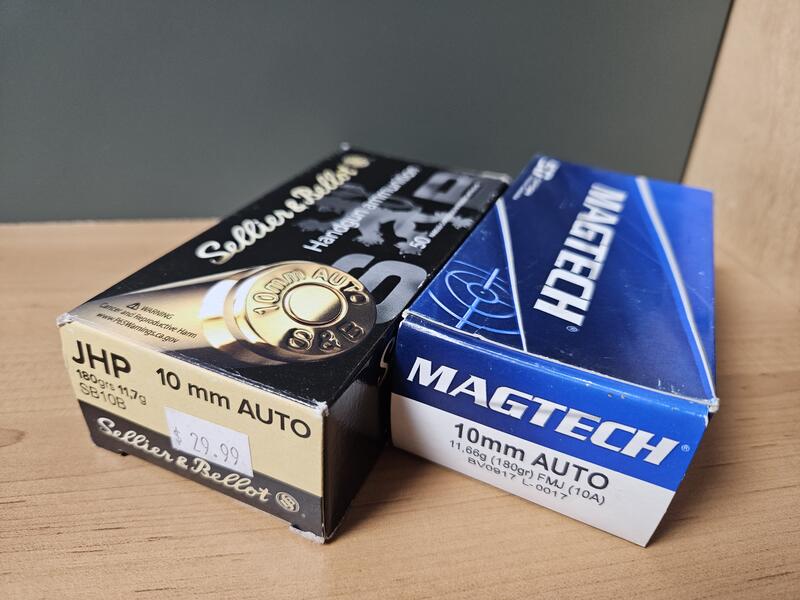 Sellier & Bellot
Handgun ammunition
50
S&B
10mm AUTO
S&B
WARNING
Cancer and Reproductive Harm
www.P65Warnings.ca.gov
JHP
180grs 11,7g
SB10B
10 mm AUTO
$ 29.99
Sellier & Bellot
MAGTECH®
MAGTECH®
10mm AUTO
11.66g (180gr) FMJ (10A)
BV0917 L-0017